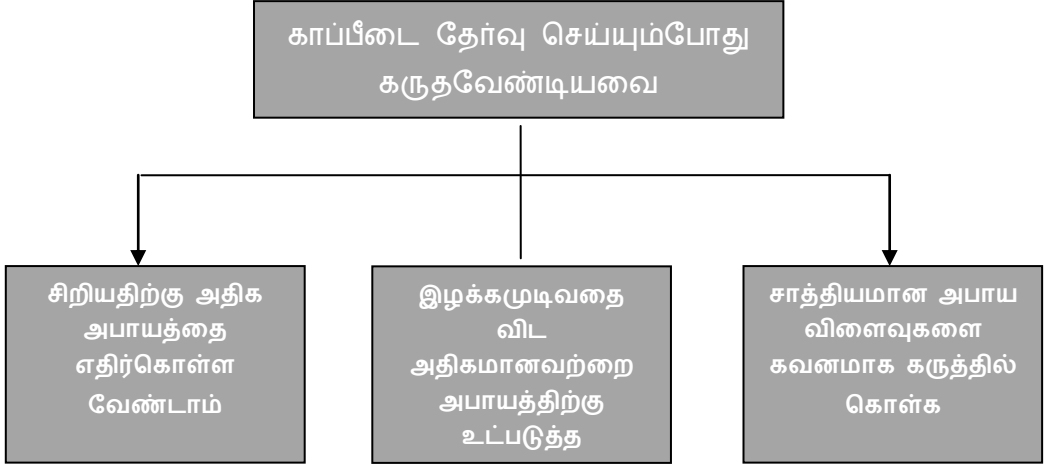 காப்பீடை தேர்வு செய்யும்போது
கருதவேண்டியவை
சிறியதிற்கு அதிக
அபாயத்தை
எதிர்கொள்ள
வேண்டாம்
இழக்கமுடிவதை
விட
அதிகமானவற்றை
அபாயத்திற்கு
உட்படுத்த
சாத்தியமான அபாய
விளைவுகளை
கவனமாக கருத்தில்
கொள்க